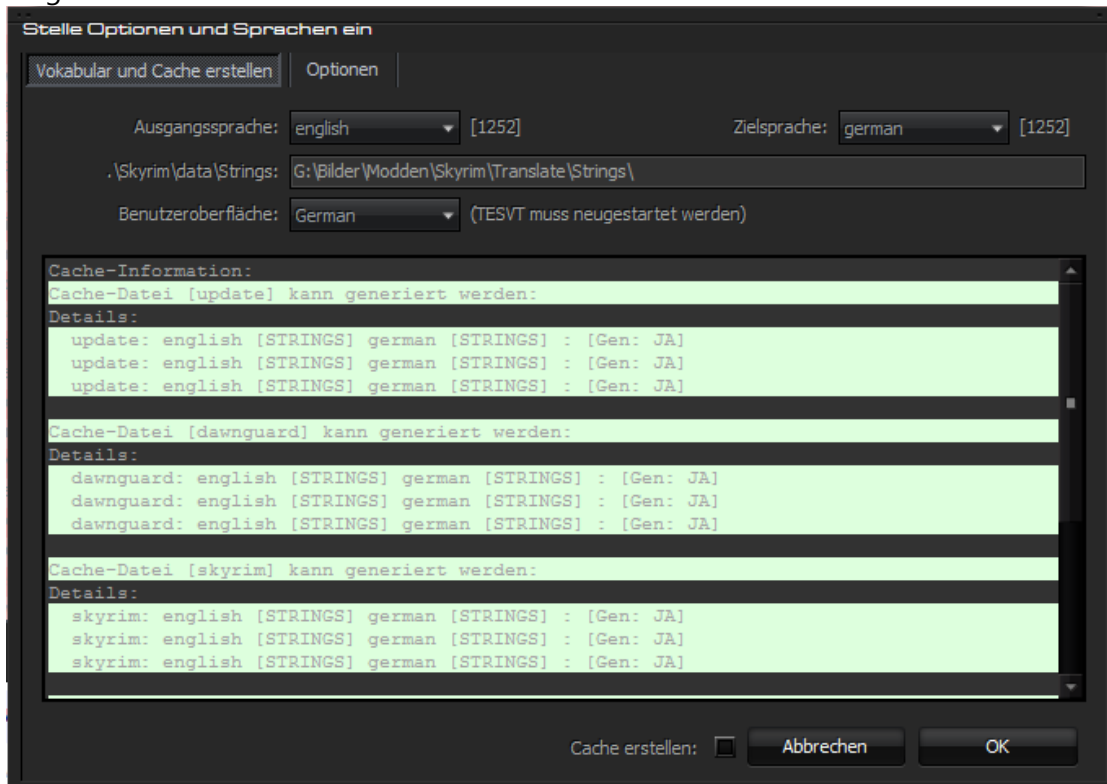 Stelle Optionen und Sprachen ein
Vokabular und Cache erstellen Optionen
Ausgangssprache: english [1252] Zielsprache: german [1252]
.\Skyrim\data\Strings: G:\Bilder\Modden\Skyrim\Translate\Strings\
Benutzeroberfläche: German (TESVT muss neugestartet werden)
Cache-Information:
Cache-Datei [update] kann generiert werden:
Details:
update: english [STRINGS] german [STRINGS] : [Gen: JA]
update: english [STRINGS] german [STRINGS] : [Gen: JA]
update: english [STRINGS] german [STRINGS] : [Gen: JA]
Cache-Datei [dawnguard] kann generiert werden:
Details:
dawnguard: english [STRINGS] german [STRINGS] : [Gen: JA]
dawnguard: english [STRINGS] german [STRINGS] : [Gen: JA]
dawnguard: english [STRINGS] german [STRINGS] : [Gen: JA]
Cache-Datei [skyrim] kann generiert werden:
Details:
skyrim: english [STRINGS] german [STRINGS] : [Gen: JA]
skyrim: english [STRINGS] german [STRINGS] : [Gen: JA]
skyrim: english [STRINGS] german [STRINGS] : [Gen: JA]
Cache erstellen: Abbrechen OK